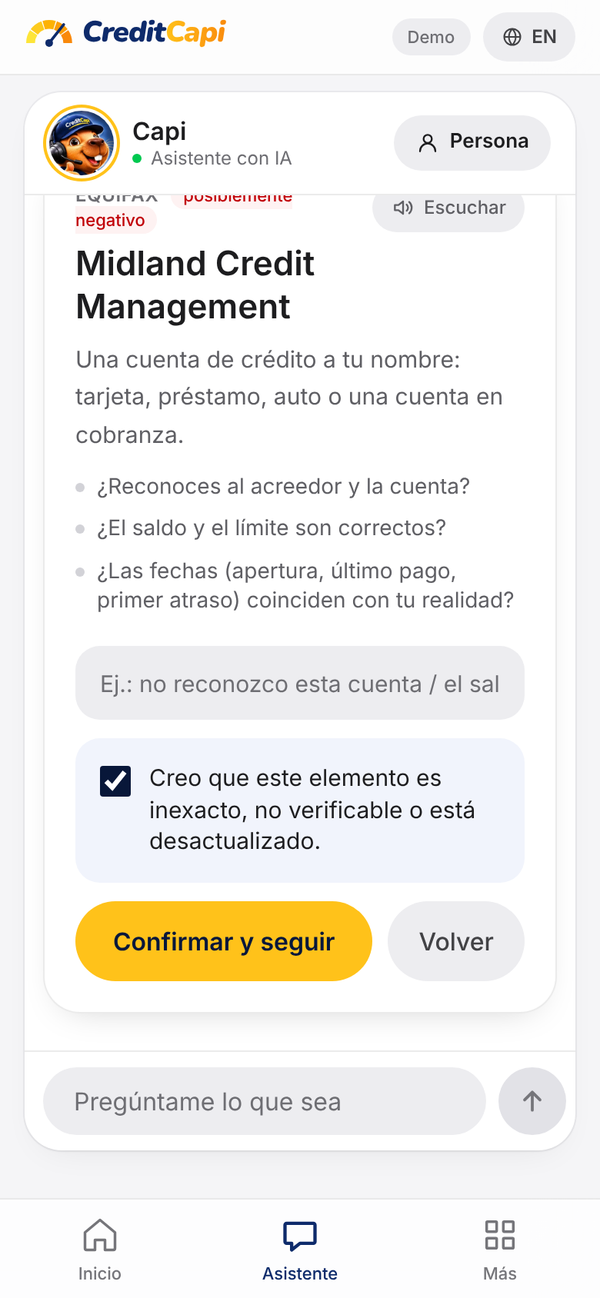 CreditCapi
Demo
EN
Capi
Asistente con IA
Persona
EQUIFAX
posiblemente
negativo
Escuchar
Midland Credit
Management
Una cuenta de crédito a tu nombre:
tarjeta, préstamo, auto o una cuenta en
cobranza.
¿Reconoces al acreedor y la cuenta?
¿El saldo y el límite son correctos?
¿Las fechas (apertura, último pago,
primer atraso) coinciden con tu realidad?
Ej.: no reconozco esta cuenta / el sal
Creo que este elemento es
inexacto, no verificable o está
desactualizado.
Confirmar y seguir
Volver
Pregúntame lo que sea
Inicio
Asistente
Más